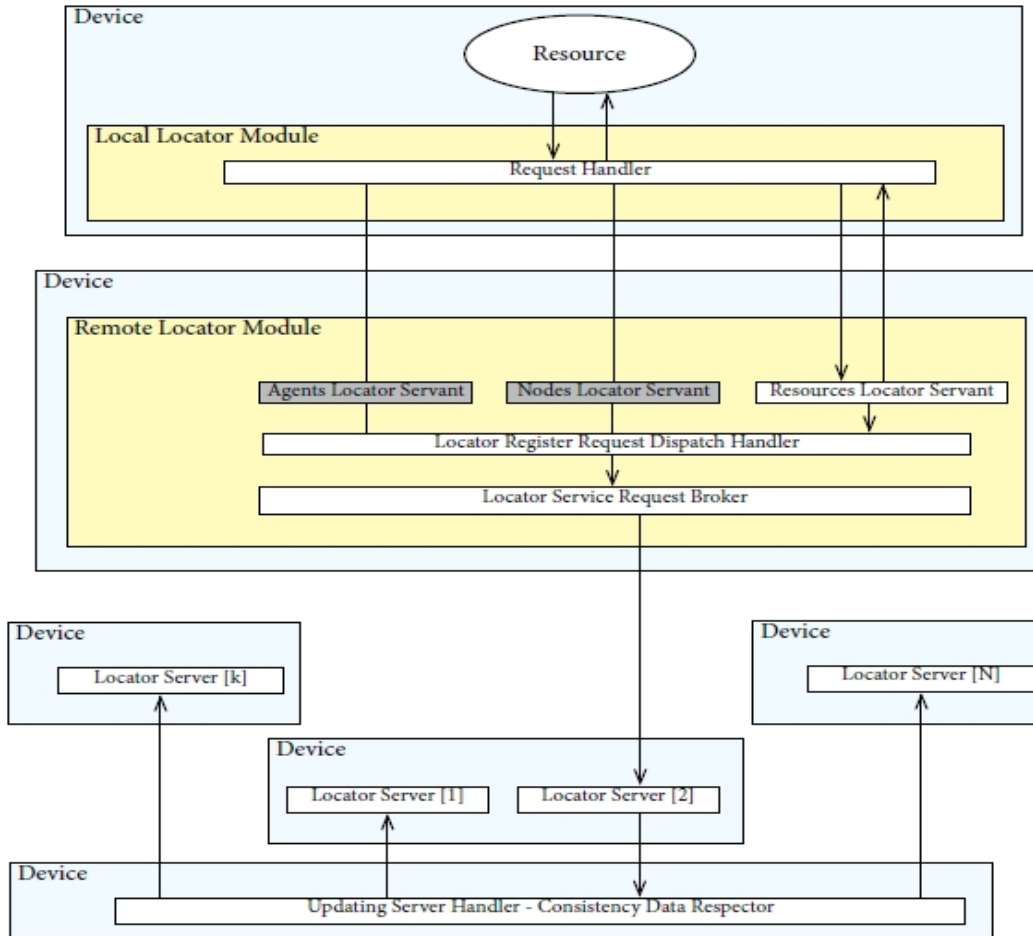 Device
Resource
Local Locator Module
Request Handler
Device
Remote Locator Module
Agents Locator Servant
Nodes Locator Servant
Resources Locator Servant
Locator Register Request Dispatch Handler
Locator Service Request Broker
Device
Locator Server [k]
Device
Locator Server [N]
Device
Locator Server [1]
Locator Server [2]
Device
Updating Server Handler - Consistency Data Respector